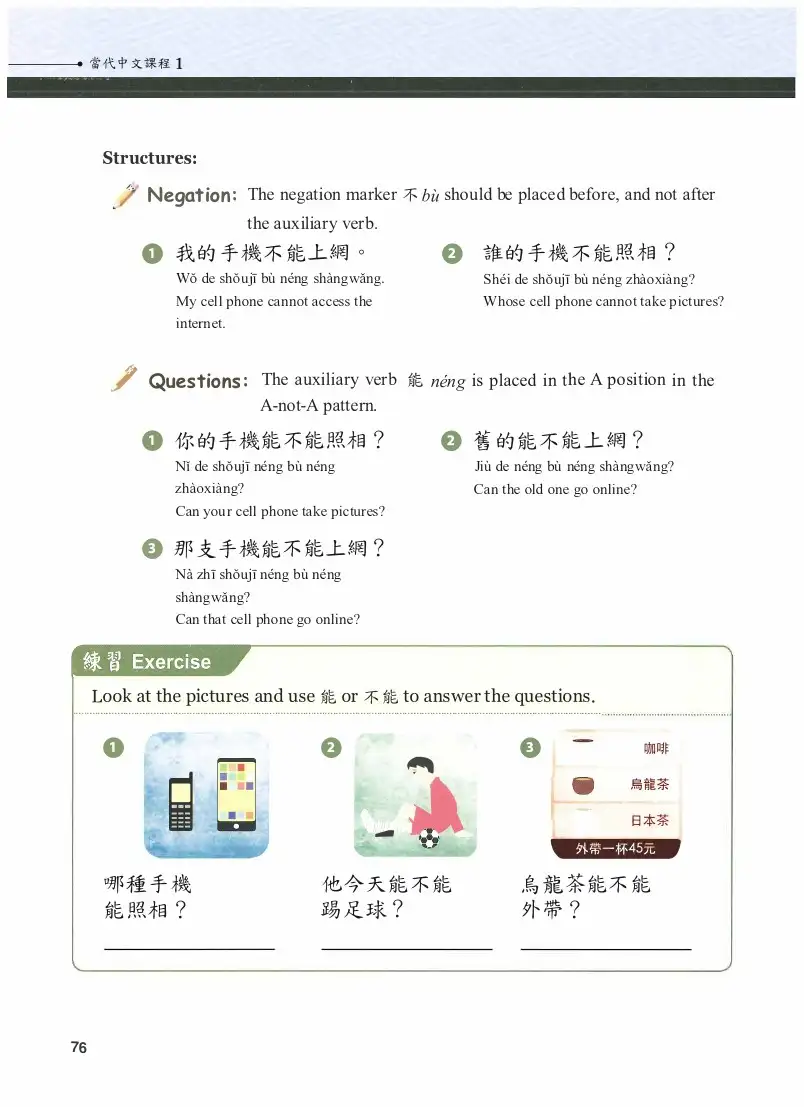 當代中文課程 1
Structures:
Negation: The negation marker 不 bù should be placed before, and not after
the auxiliary verb.
1 我的手機不能上網。
Wǒ de shǒujī bù néng shàngwǎng.
My cell phone cannot access the
internet.
2 誰的手機不能照相？
Shéi de shǒujī bù néng zhàoxiàng?
Whose cell phone cannot take pictures?
Questions: The auxiliary verb 能 néng is placed in the A position in the
A-not-A pattern.
1 你的手機能不能照相？
Nǐ de shǒujī néng bù néng
zhàoxiàng?
Can your cell phone take pictures?
2 舊的能不能上網？
Jiù de néng bù néng shàngwǎng?
Can the old one go online?
3 那支手機能不能上網？
Nà zhī shǒujī néng bù néng
shàngwǎng?
Can that cell phone go online?
練習 Exercise
Look at the pictures and use 能 or 不能 to answer the questions.
1
哪種手機
能照相？
2
他今天能不能
踢足球？
3
咖啡
烏龍茶
日本茶
外帶一杯45元
烏龍茶能不能
外帶？
76